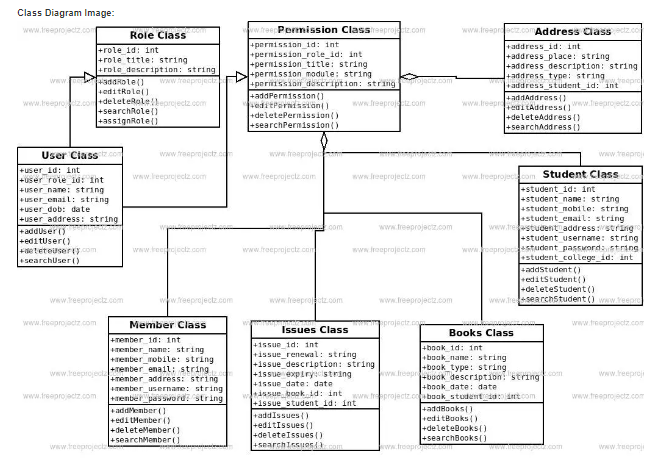 Class Diagram Image:
Role Class
+role_id: int
+role_title: string
+role_description: string
+addRole()
+editRole()
+deleteRole()
+searchRole()
+assignRole()
Permission Class
+permission_id: int
+permission_role_id: int
+permission_title: string
+permission_module: string
+permission_description: string
+addPermission()
+editPermission()
+deletePermission()
+searchPermission()
Address Class
+address_id: int
+address_place: string
+address_description: string
+address_type: string
+address_student_id: int
+addAddress()
+editAddress()
+deleteAddress()
+searchAddress()
User Class
+user_id: int
+user_role_id: int
+user_name: string
+user_email: string
+user_dob: date
+user_address: string
+addUser()
+editUser()
+deleteUser()
+searchUser()
Student Class
+student_id: int
+student_name: string
+student_mobile: string
+student_email: string
+student_address: string
+student_username: string
+student_password: string
+student_college_id: int
+addStudent()
+editStudent()
+deleteStudent()
+searchStudent()
Member Class
+member_id: int
+member_name: string
+member_mobile: string
+member_email: string
+member_address: string
+member_username: string
+member_password: string
+addMember()
+editMember()
+deleteMember()
+searchMember()
Issues Class
+issue_id: int
+issue_renewal: string
+issue_description: string
+issue_expiry: string
+issue_date: date
+issue_book_id: int
+issue_student_id: int
+addIssues()
+editIssues()
+deleteIssues()
+searchIssues()
Books Class
+book_id: int
+book_name: string
+book_type: string
+book_description: string
+book_date: date
+book_student_id: int
+addBooks()
+editBooks()
+deleteBooks()
+searchBooks()
www.freeprojectz.com